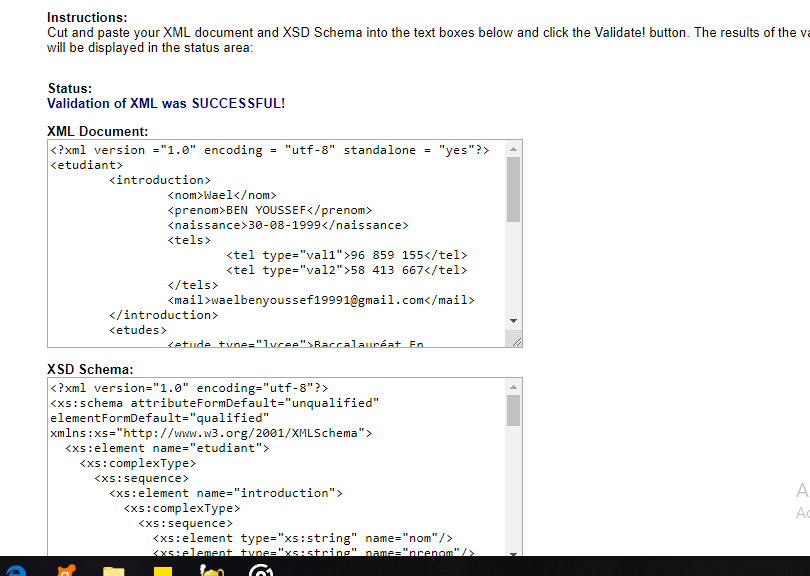 Instructions:
Cut and paste your XML document and XSD Schema into the text boxes below and click the Validate! button. The results of the
will be displayed in the status area:
Status:
Validation of XML was SUCCESSFUL!
XML Document:
<?xml version ="1.0" encoding = "utf-8" standalone = "yes"?>
<etudiant>
<introduction>
<nom>Wael</nom>
<prenom>BEN YOUSSEF</prenom>
<naissance>30-08-1999</naissance>
<tels>
<tel type="val1">96 859 155</tel>
<tel type="val2">58 413 667</tel>
</tels>
<mail>waelbenyoussef19991@gmail.com</mail>
</introduction>
<etudes>
<etude type="lycee">Baccalauréat En
XSD Schema:
<?xml version="1.0" encoding="utf-8"?>
<xs:schema attributeFormDefault="unqualified"
elementFormDefault="qualified"
xmlns:xs="http://www.w3.org/2001/XMLSchema">
<xs:element name="etudiant">
<xs:complexType>
<xs:sequence>
<xs:element name="introduction">
<xs:complexType>
<xs:sequence>
<xs:element type="xs:string" name="nom"/>
<xs:element type="xs:string" name="prenom"/>